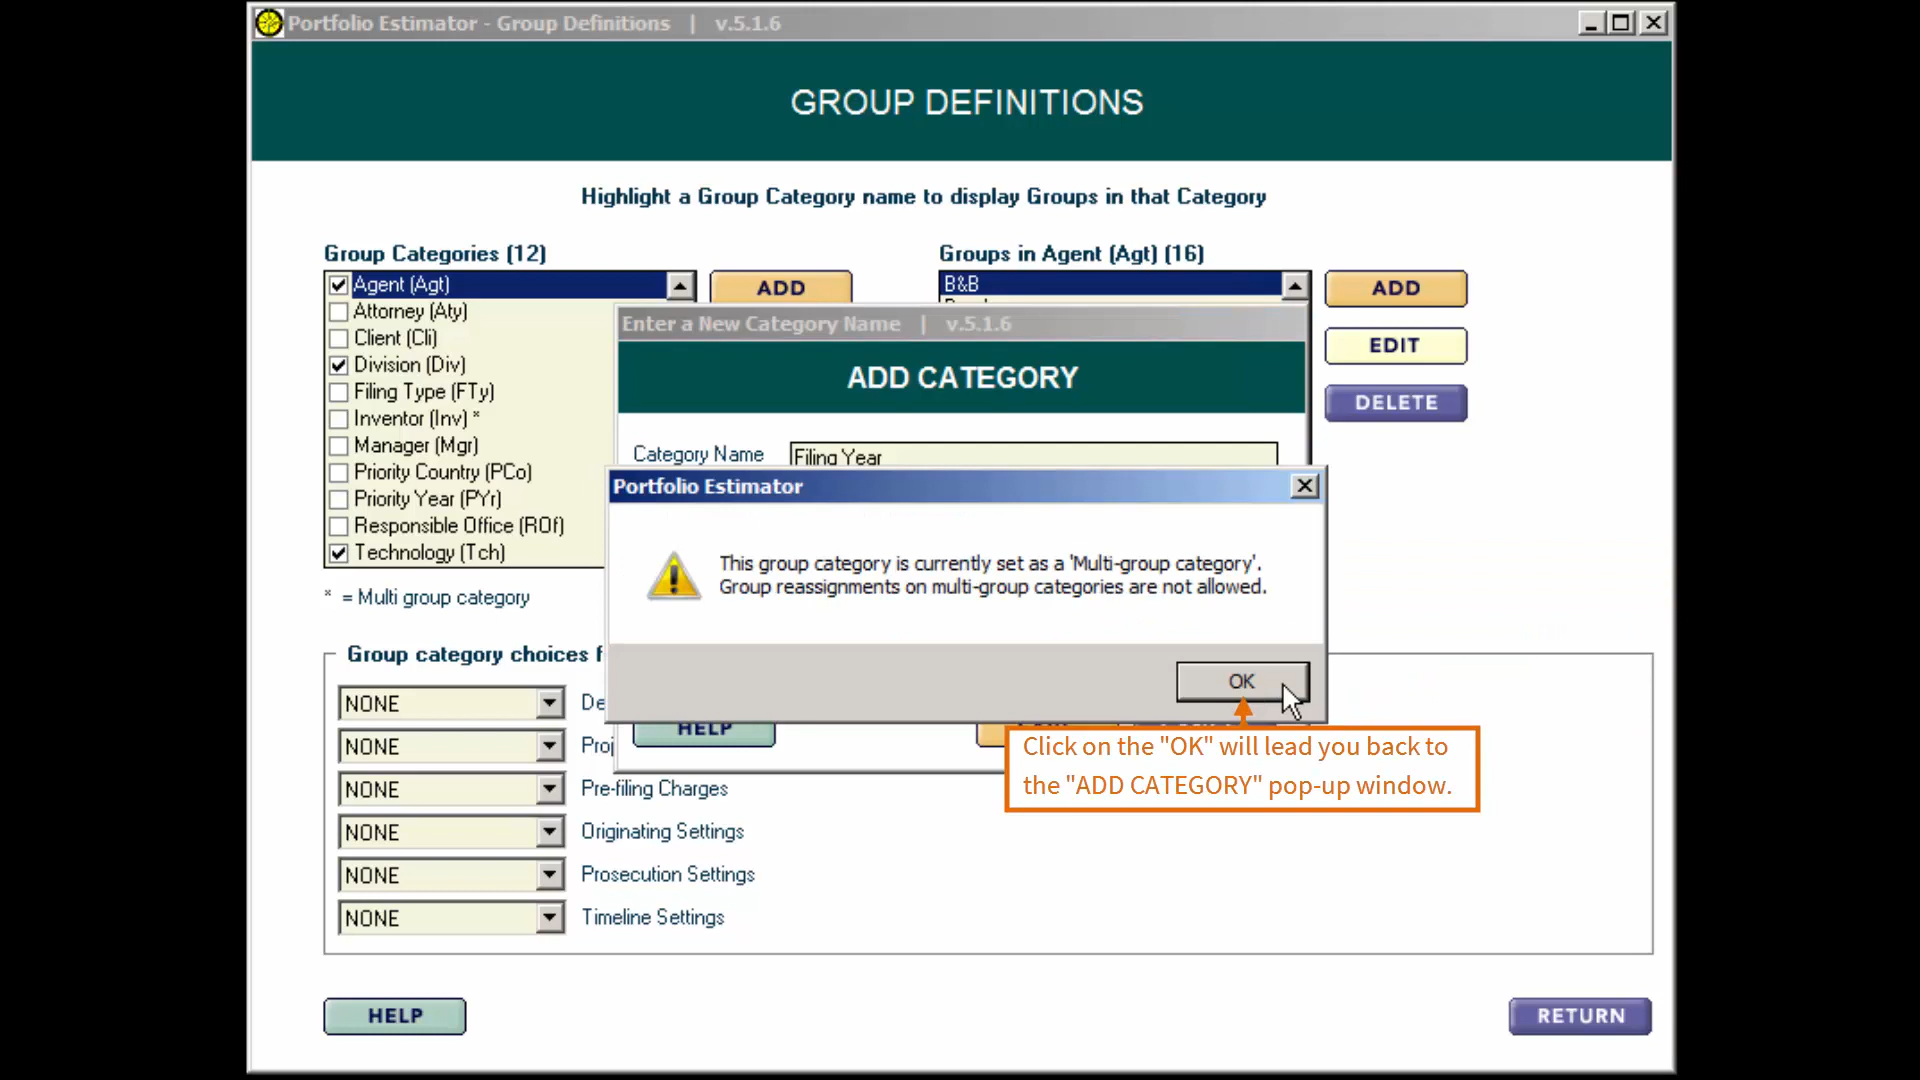 Portfolio Estimator - Group Definitions | v.5.1.6
GROUP DEFINITIONS
Highlight a Group Category name to display Groups in that Category
Group Categories (12)
Agent (Agt)
Attorney (Aty)
Client (Cli)
Division (Div)
Filing Type (FTy)
Inventor (Inv) *
Manager (Mgr)
Priority Country (PCo)
Priority Year (PYr)
Responsible Office (ROf)
Technology (Tch)
* = Multi group category
ADD
Groups in Agent (Agt) (16)
B&B
ADD
EDIT
DELETE
Enter a New Category Name | v.5.1.6
ADD CATEGORY
Category Name
Filing Year
Portfolio Estimator
This group category is currently set as a 'Multi-group category'.
Group reassignments on multi-group categories are not allowed.
OK
HELP
Click on the "OK" will lead you back to
the "ADD CATEGORY" pop-up window.
Group category choices f
NONE De
NONE Proj
NONE Pre-filing Charges
NONE Originating Settings
NONE Prosecution Settings
NONE Timeline Settings
HELP
RETURN